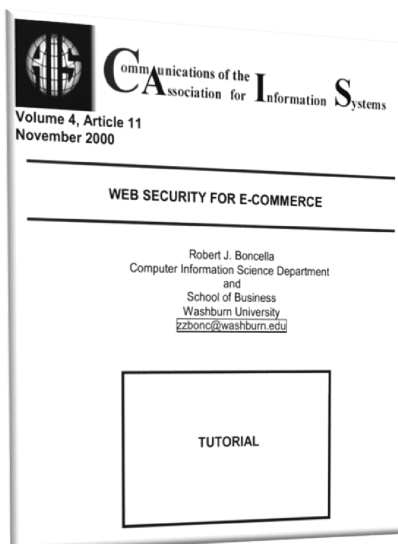 Communications of the
Association for Information Systems
Volume 4, Article 11
November 2000
WEB SECURITY FOR E-COMMERCE
Robert J. Boncella
Computer Information Science Department
and
School of Business
Washburn University
zzbonc@washburn.edu
TUTORIAL